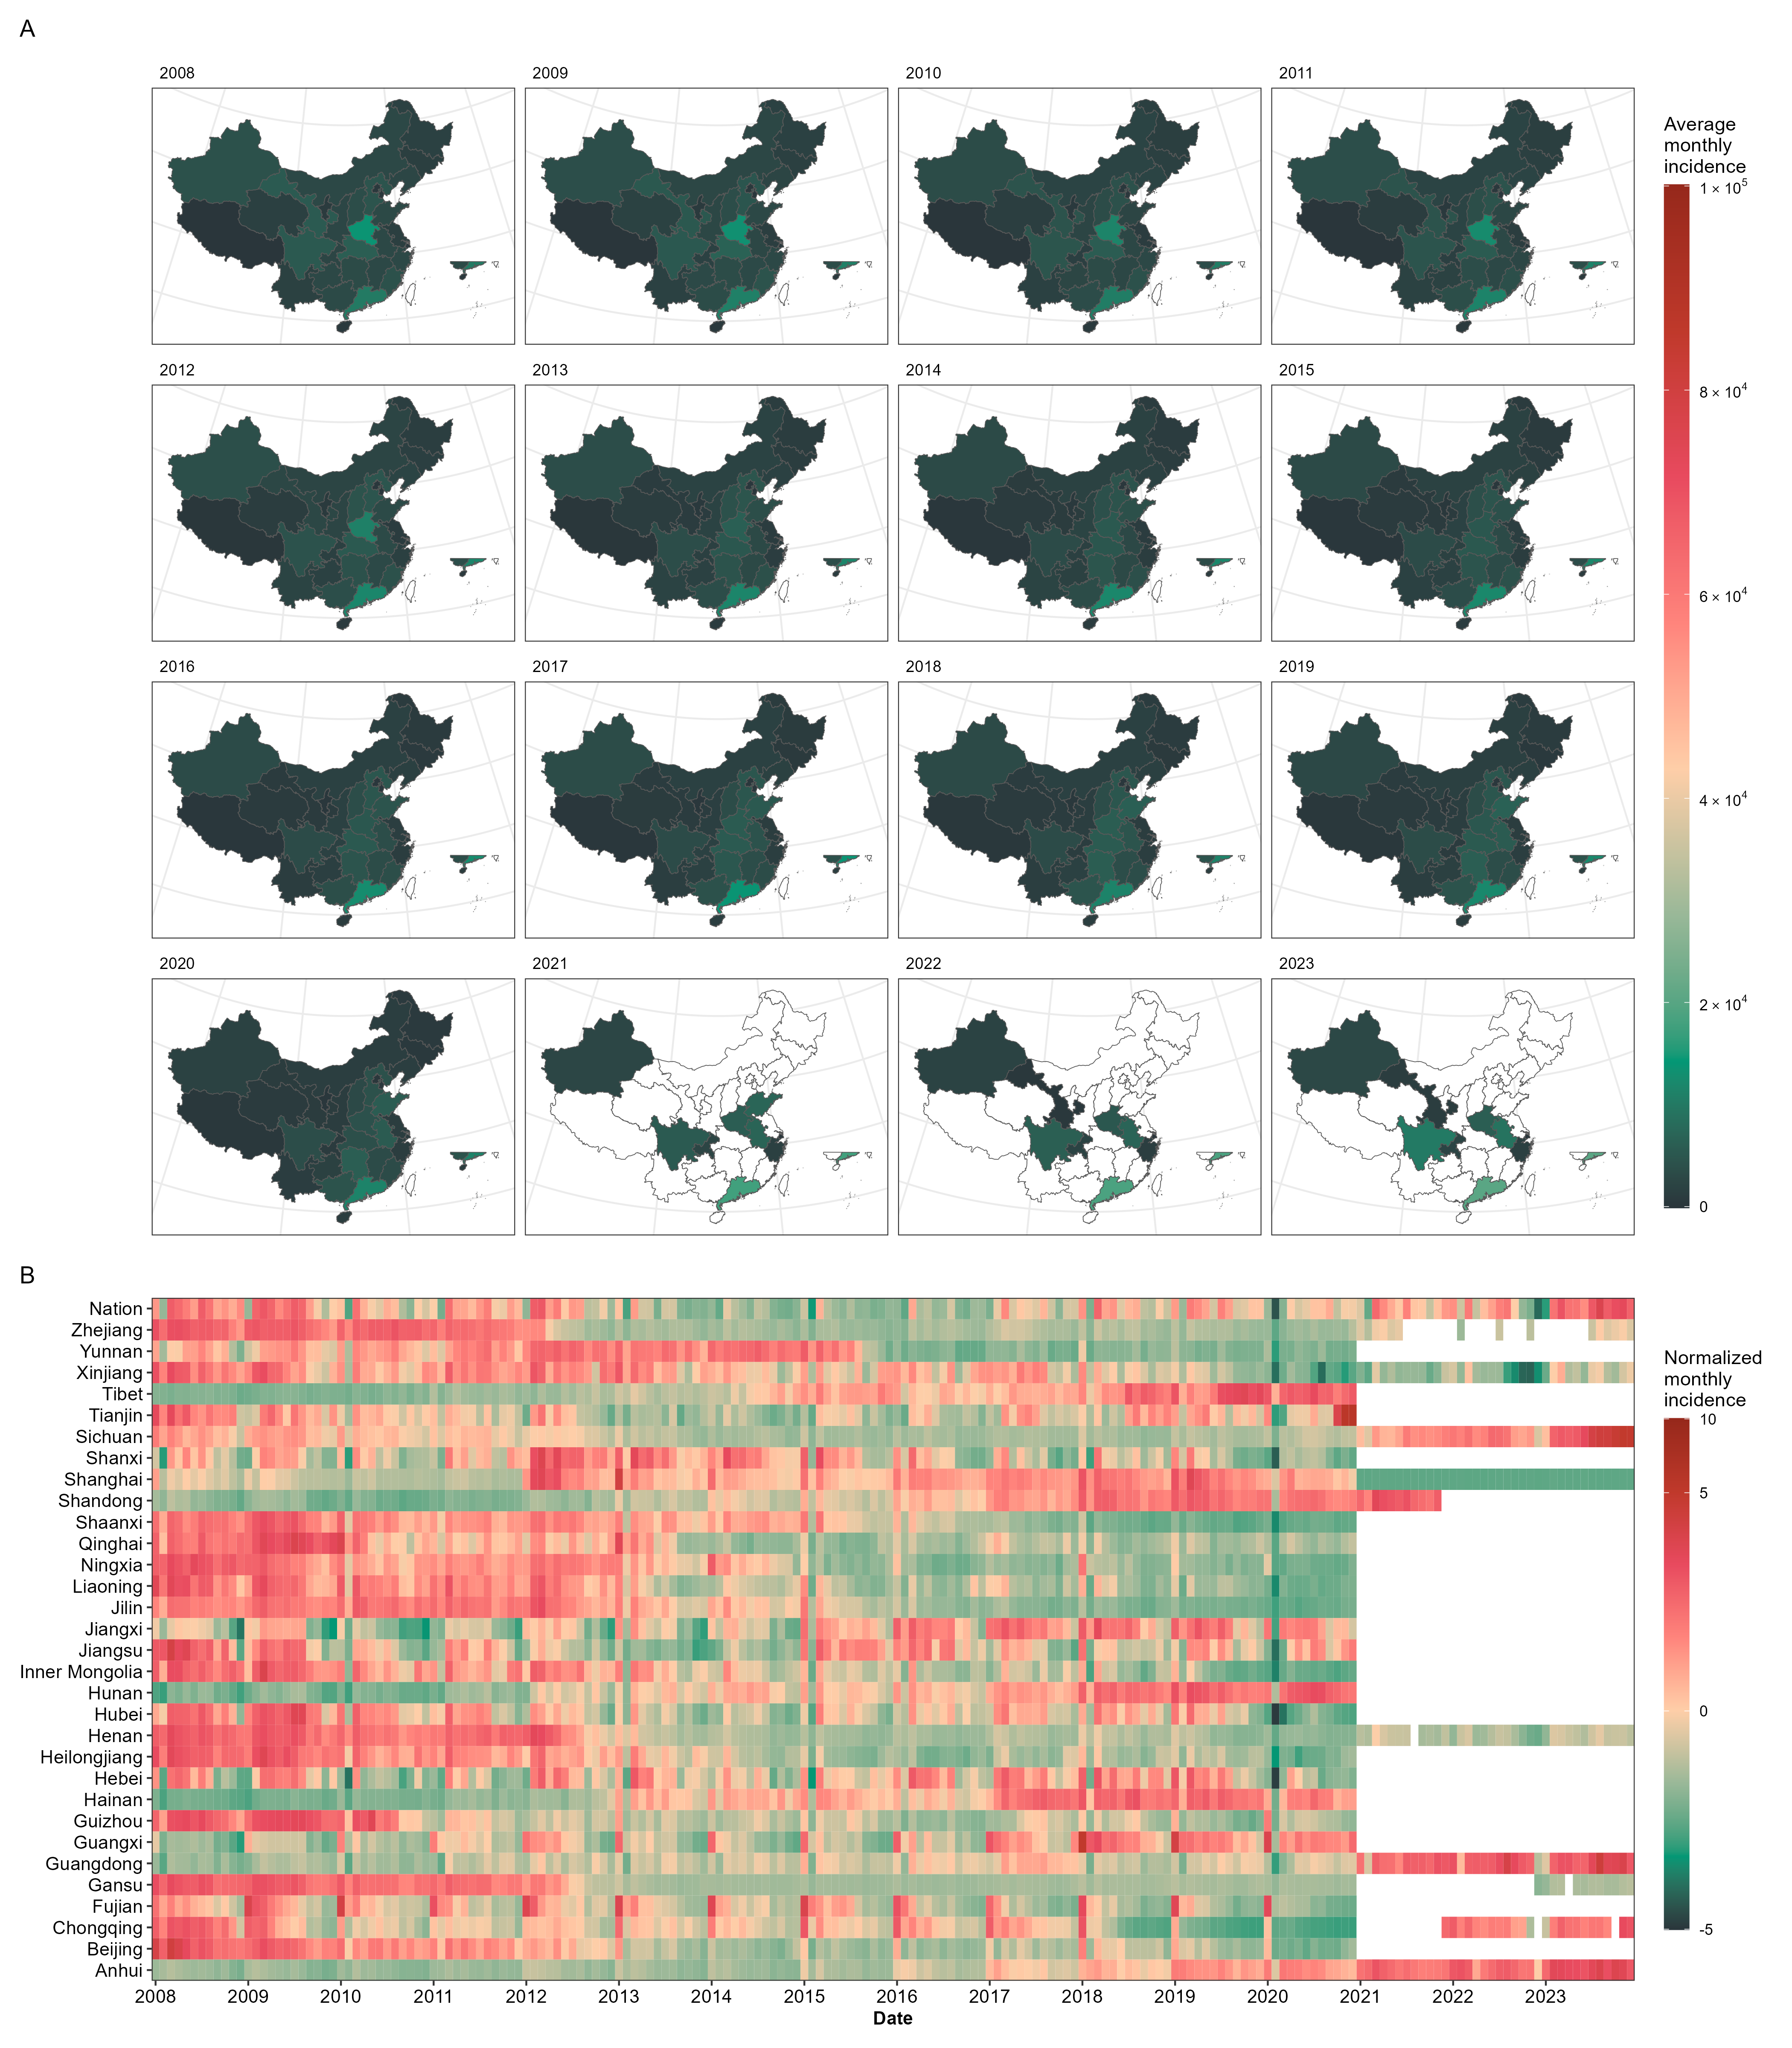 A
2008
2009
2010
2011
2012
2013
2014
2015
2016
2017
2018
2019
2020
2021
2022
2023
Average
monthly
incidence
1 × 10⁵
8 × 10⁴
6 × 10⁴
4 × 10⁴
2 × 10⁴
0
B
Nation
Zhejiang
Yunnan
Xinjiang
Tibet
Tianjin
Sichuan
Shanxi
Shanghai
Shandong
Shaanxi
Qinghai
Ningxia
Liaoning
Jilin
Jiangxi
Jiangsu
Inner Mongolia
Hunan
Hubei
Henan
Heilongjiang
Hebei
Hainan
Guizhou
Guangxi
Guangdong
Gansu
Fujian
Chongqing
Beijing
Anhui
2008 2009 2010 2011 2012 2013 2014 2015 2016 2017 2018 2019 2020 2021 2022 2023
Date
Normalized
monthly
incidence
10
5
0
-5